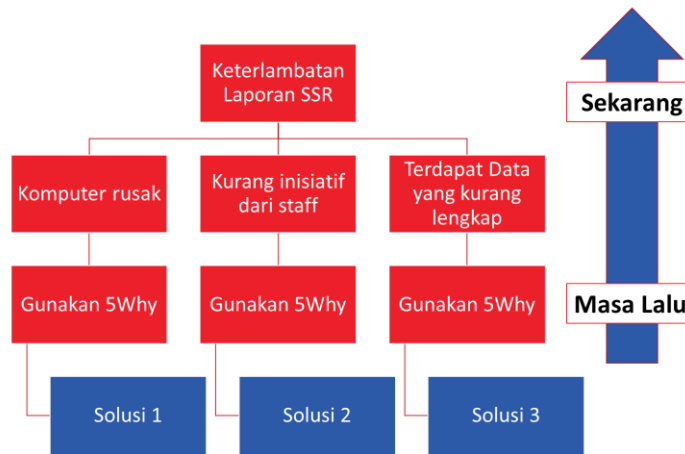 Keterlambatan
Laporan SSR
Sekarang
Komputer rusak
Kurang inisiatif
dari staff
Terdapat Data
yang kurang
lengkap
Gunakan 5Why
Gunakan 5Why
Gunakan 5Why
Masa Lalu
Solusi 1
Solusi 2
Solusi 3